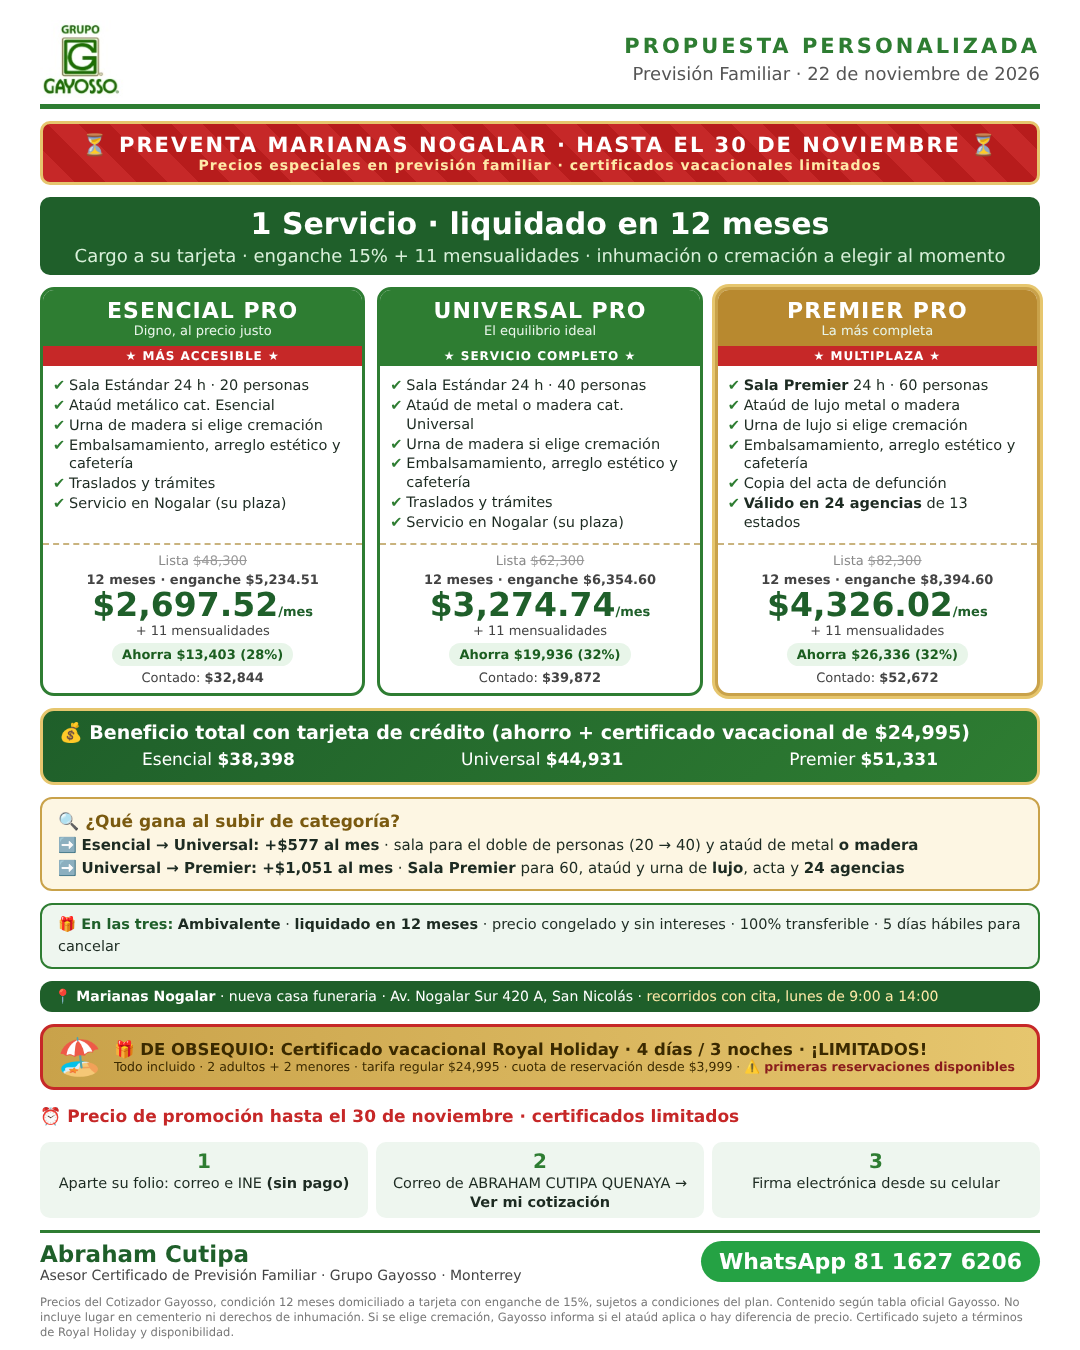 GRUPO
G
GAYOSSO.
PROPUESTA PERSONALIZADA
Previsión Familiar · 22 de noviembre de 2026
⏳ PREVENTA MARIANAS NOGALAR · HASTA EL 30 DE NOVIEMBRE ⏳
Precios especiales en previsión familiar · certificados vacacionales limitados
1 Servicio · liquidado en 12 meses
Cargo a su tarjeta · enganche 15% + 11 mensualidades · inhumación o cremación a elegir al momento
ESENCIAL PRO
Digno, al precio justo
★ MÁS ACCESIBLE ★
✔ Sala Estándar 24 h · 20 personas
✔ Ataúd metálico cat. Esencial
✔ Urna de madera si elige cremación
✔ Embalsamamiento, arreglo estético y
cafetería
✔ Traslados y trámites
✔ Servicio en Nogalar (su plaza)
Lista $48,300
12 meses · enganche $5,234.51
$2,697.52/mes
+ 11 mensualidades
Ahorra $13,403 (28%)
Contado: $32,844
UNIVERSAL PRO
El equilibrio ideal
★ SERVICIO COMPLETO ★
✔ Sala Estándar 24 h · 40 personas
✔ Ataúd de metal o madera cat.
Universal
✔ Urna de madera si elige cremación
✔ Embalsamamiento, arreglo estético y
cafetería
✔ Traslados y trámites
✔ Servicio en Nogalar (su plaza)
Lista $62,300
12 meses · enganche $6,354.60
$3,274.74/mes
+ 11 mensualidades
Ahorra $19,936 (32%)
Contado: $39,872
PREMIER PRO
La más completa
★ MULTIPLAZA ★
✔ Sala Premier 24 h · 60 personas
✔ Ataúd de lujo metal o madera
✔ Urna de lujo si elige cremación
✔ Embalsamamiento, arreglo estético y
cafetería
✔ Copia del acta de defunción
✔ Válido en 24 agencias de 13
estados
Lista $82,300
12 meses · enganche $8,394.60
$4,326.02/mes
+ 11 mensualidades
Ahorra $26,336 (32%)
Contado: $52,672
💰 Beneficio total con tarjeta de crédito (ahorro + certificado vacacional de $24,995)
Esencial $38,398 Universal $44,931 Premier $51,331
🔍 ¿Qué gana al subir de categoría?
➡️ Esencial → Universal: +$577 al mes · sala para el doble de personas (20 → 40) y ataúd de metal o madera
➡️ Universal → Premier: +$1,051 al mes · Sala Premier para 60, ataúd y urna de lujo, acta y 24 agencias
🎁 En las tres: Ambivalente · liquidado en 12 meses · precio congelado y sin intereses · 100% transferible · 5 días hábiles para
cancelar
📍 Marianas Nogalar · nueva casa funeraria · Av. Nogalar Sur 420 A, San Nicolás · recorridos con cita, lunes de 9:00 a 14:00
🏖️ 🎁 DE OBSEQUIO: Certificado vacacional Royal Holiday · 4 días / 3 noches · ¡LIMITADOS!
Todo incluido · 2 adultos + 2 menores · tarifa regular $24,995 · cuota de reservación desde $3,999 · ⚠️ primeras reservaciones disponibles
⏰ Precio de promoción hasta el 30 de noviembre · certificados limitados
1
Aparte su folio: correo e INE (sin pago)
2
Correo de ABRAHAM CUTIPA QUENAYA →
Ver mi cotización
3
Firma electrónica desde su celular
Abraham Cutipa
Asesor Certificado de Previsión Familiar · Grupo Gayosso · Monterrey
WhatsApp 81 1627 6206
Precios del Cotizador Gayosso, condición 12 meses domiciliado a tarjeta con enganche de 15%, sujetos a condiciones del plan. Contenido según tabla oficial Gayosso. No
incluye lugar en cementerio ni derechos de inhumación. Si se elige cremación, Gayosso informa si el ataúd aplica o hay diferencia de precio. Certificado sujeto a términos
de Royal Holiday y disponibilidad.